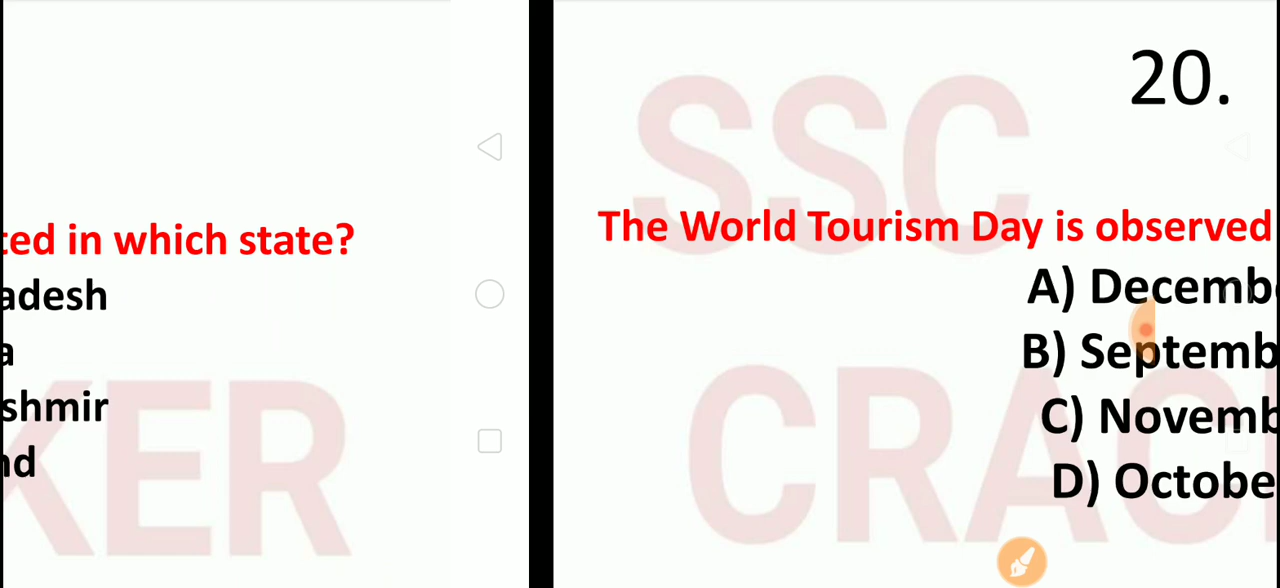 ted in which state?
adesh
a
shmir
nd
KER
20.
SSC
The World Tourism Day is observed
A) Decemb
B) Septemb
C) Novemb
D) Octobe
CRAC